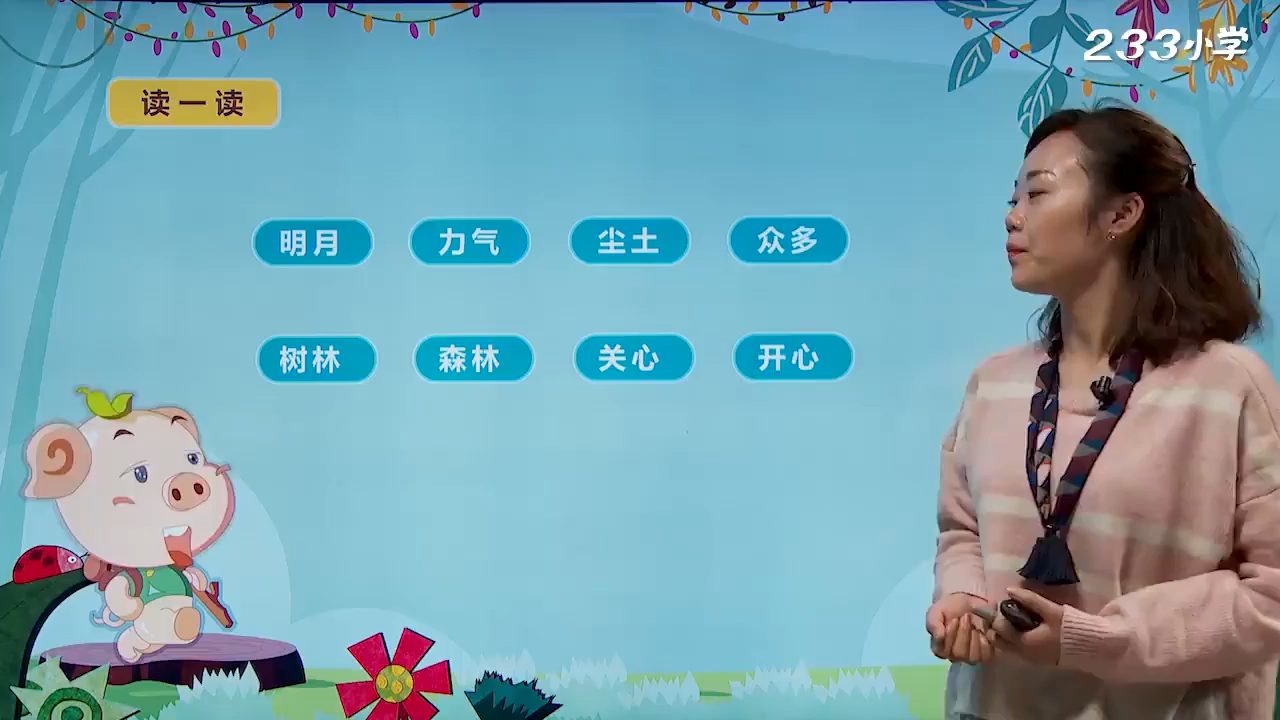 233小学
读一读
明月 力气 尘土 众多
树林 森林 关心 开心